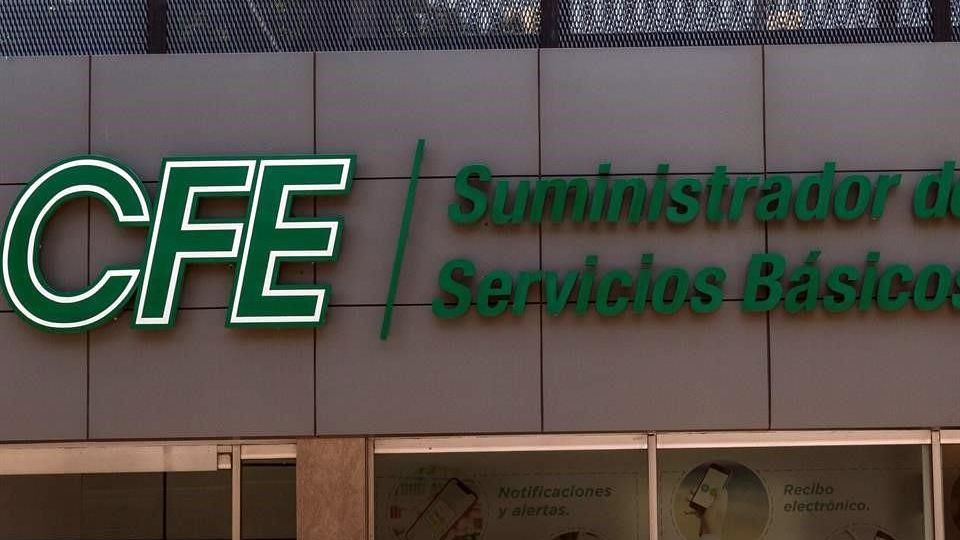 CFE
Suministrador de
Servicios Básicos
Notificaciones
y alertas.
Recibo
electrónico.